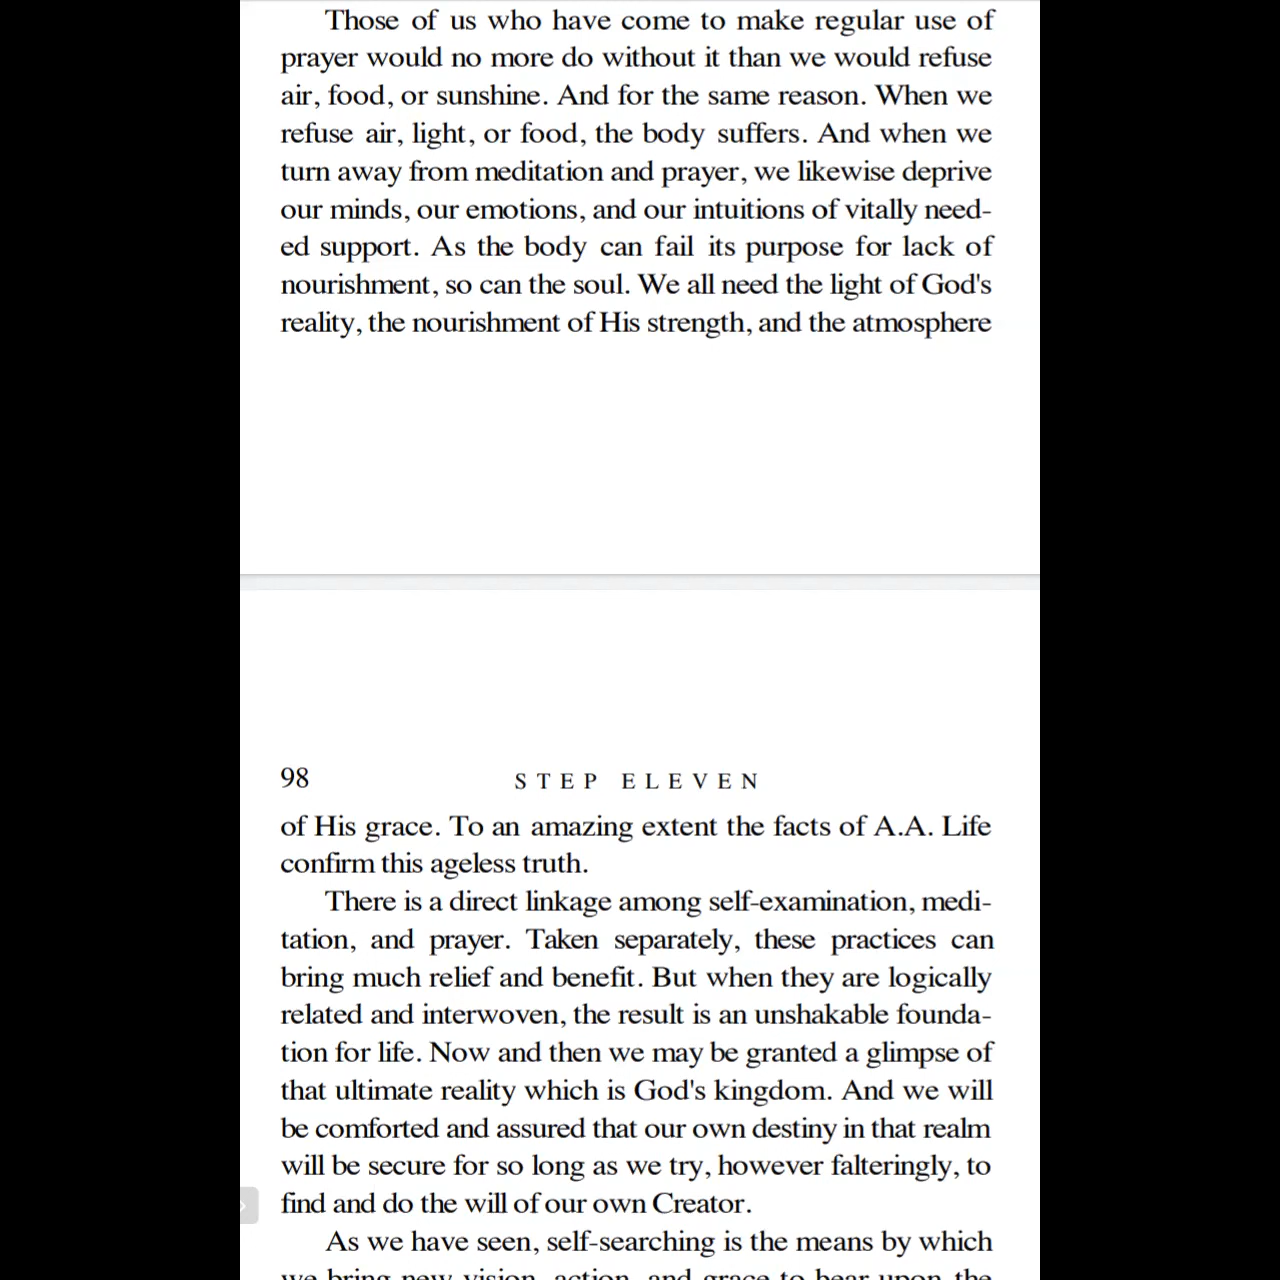 Those of us who have come to make regular use of
prayer would no more do without it than we would refuse
air, food, or sunshine. And for the same reason. When we
refuse air, light, or food, the body suffers. And when we
turn away from meditation and prayer, we likewise deprive
our minds, our emotions, and our intuitions of vitally need-
ed support. As the body can fail its purpose for lack of
nourishment, so can the soul. We all need the light of God's
reality, the nourishment of His strength, and the atmosphere
98 STEP ELEVEN
of His grace. To an amazing extent the facts of A.A. Life
confirm this ageless truth.
There is a direct linkage among self-examination, medi-
tation, and prayer. Taken separately, these practices can
bring much relief and benefit. But when they are logically
related and interwoven, the result is an unshakable founda-
tion for life. Now and then we may be granted a glimpse of
that ultimate reality which is God's kingdom. And we will
be comforted and assured that our own destiny in that realm
will be secure for so long as we try, however falteringly, to
find and do the will of our own Creator.
As we have seen, self-searching is the means by which
we bring new vision, action, and grace to bear upon the